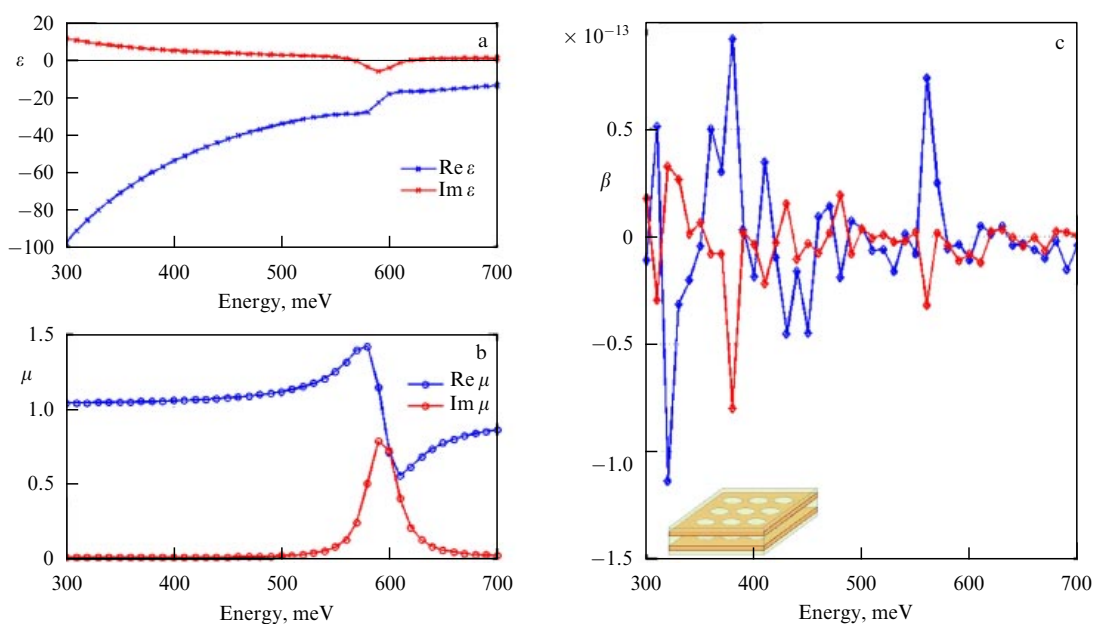 20
0
−20
−40
−60
−80
−100
ε
a
Re ε
Im ε
300 400 500 600 700
Energy, meV
1.5
1.0
0.5
0
μ
b
Re μ
Im μ
300 400 500 600 700
Energy, meV
× 10⁻¹³
c
0.5
β
0
−0.5
−1.0
−1.5
300 400 500 600 700
Energy, meV